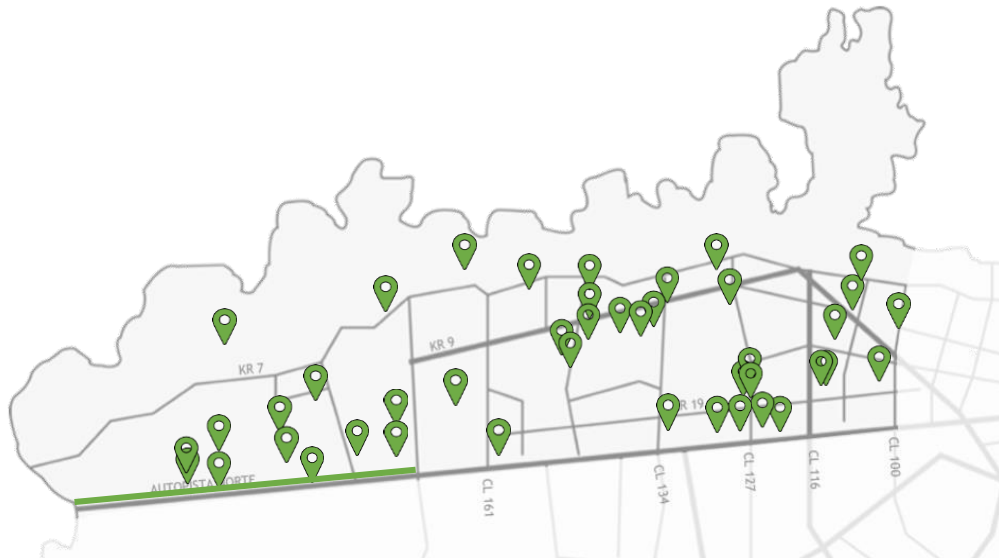 KR 7
KR 9
KR 19
AUTOPISTA NORTE
CL 161
CL 134
CL 127
CL 116
CL 100